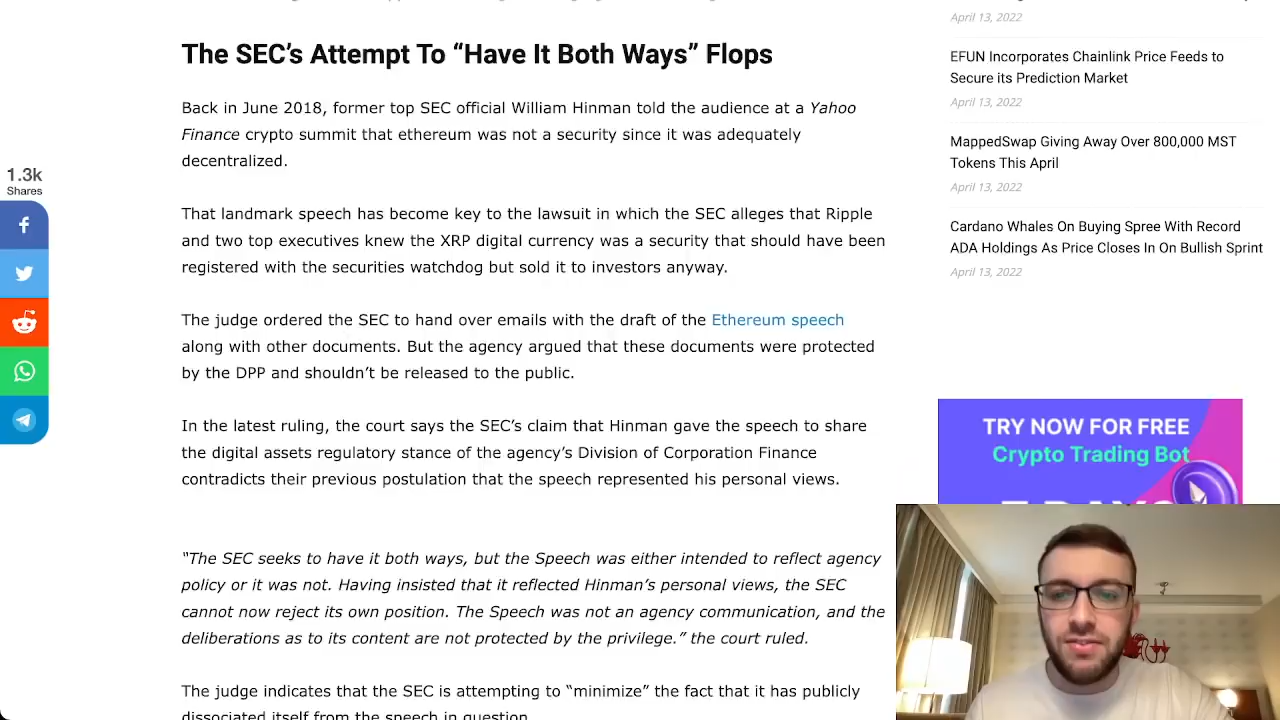 April 13, 2022
The SEC’s Attempt To “Have It Both Ways” Flops
Back in June 2018, former top SEC official William Hinman told the audience at a Yahoo
Finance crypto summit that ethereum was not a security since it was adequately
decentralized.
That landmark speech has become key to the lawsuit in which the SEC alleges that Ripple
and two top executives knew the XRP digital currency was a security that should have been
registered with the securities watchdog but sold it to investors anyway.
The judge ordered the SEC to hand over emails with the draft of the Ethereum speech
along with other documents. But the agency argued that these documents were protected
by the DPP and shouldn’t be released to the public.
In the latest ruling, the court says the SEC’s claim that Hinman gave the speech to share
the digital assets regulatory stance of the agency’s Division of Corporation Finance
contradicts their previous postulation that the speech represented his personal views.
“The SEC seeks to have it both ways, but the Speech was either intended to reflect agency
policy or it was not. Having insisted that it reflected Hinman’s personal views, the SEC
cannot now reject its own position. The Speech was not an agency communication, and the
deliberations as to its content are not protected by the privilege.” the court ruled.
The judge indicates that the SEC is attempting to “minimize” the fact that it has publicly
dissociated itself from the speech in question.
1.3k
Shares
EFUN Incorporates Chainlink Price Feeds to
Secure its Prediction Market
April 13, 2022
MappedSwap Giving Away Over 800,000 MST
Tokens This April
April 13, 2022
Cardano Whales On Buying Spree With Record
ADA Holdings As Price Closes In On Bullish Sprint
April 13, 2022
TRY NOW FOR FREE
Crypto Trading Bot